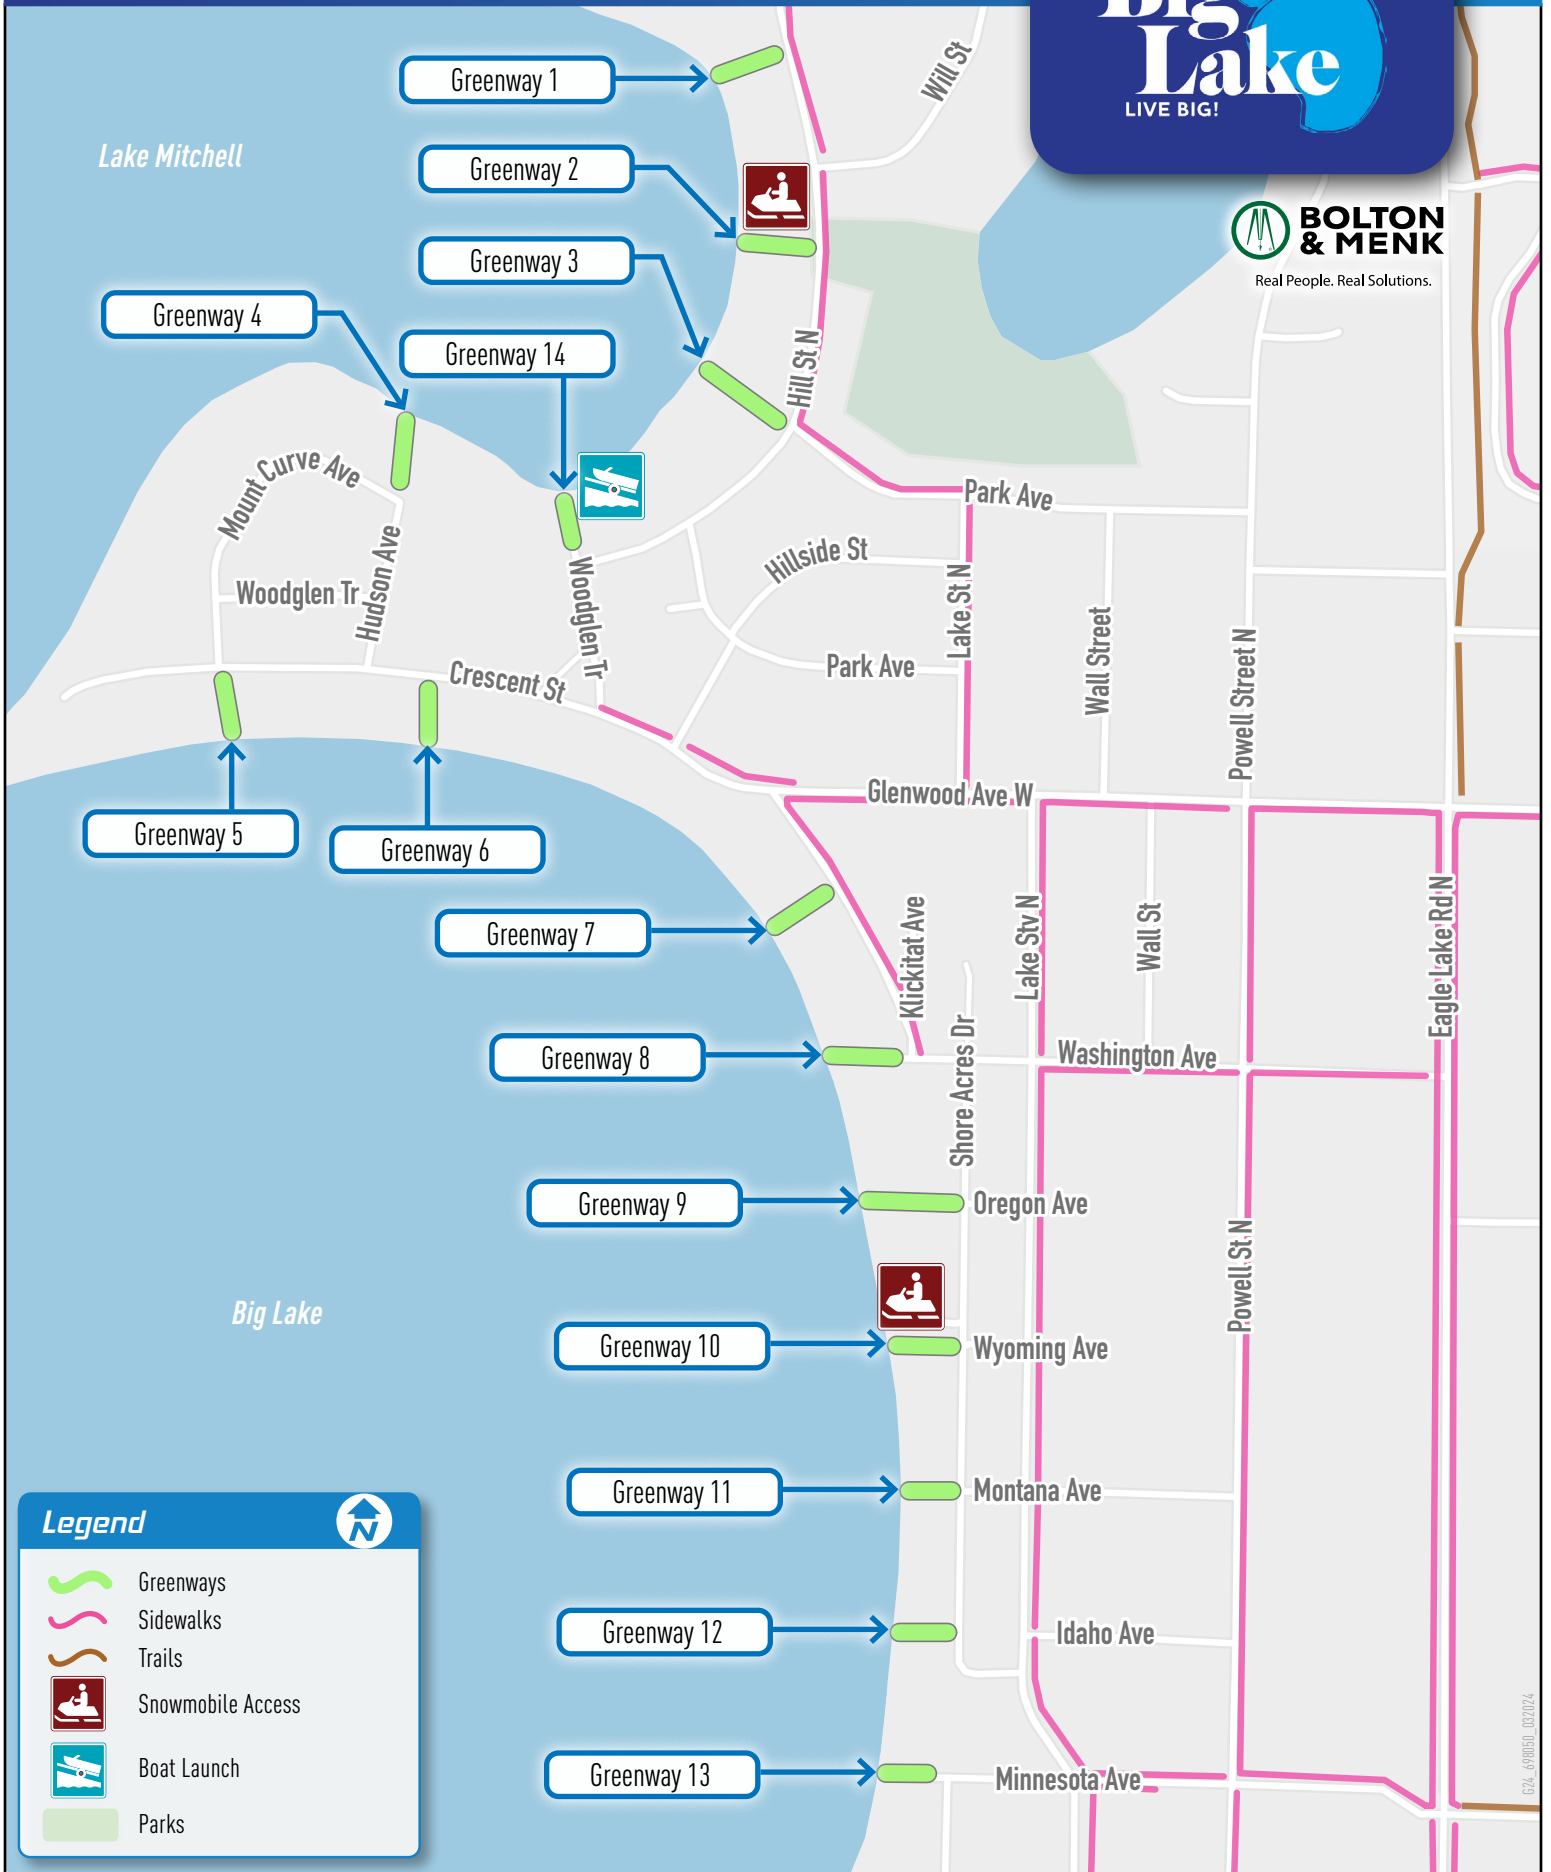 Big
Lake
LIVE BIG!
BOLTON
& MENK
Real People. Real Solutions.
Greenway 1
Will St
Lake Mitchell
Greenway 2
Greenway 3
Greenway 4
Greenway 14
Hill St N
Mount Curve Ave
Park Ave
Hudson Ave
Hillside St
Woodglen Tr
Woodglen Tr
Lake St N
Wall Street
Powell Street N
Park Ave
Crescent St
Glenwood Ave W
Greenway 5
Greenway 6
Greenway 7
Klickitat Ave
Lake Stv N
Wall St
Eagle Lake Rd N
Greenway 8
Shore Acres Dr
Washington Ave
Greenway 9
Oregon Ave
Powell St N
Big Lake
Greenway 10
Wyoming Ave
Greenway 11
Montana Ave
Greenway 12
Idaho Ave
Greenway 13
Minnesota Ave
Legend
N
Greenways
Sidewalks
Trails
Snowmobile Access
Boat Launch
Parks
G24_698050_032024